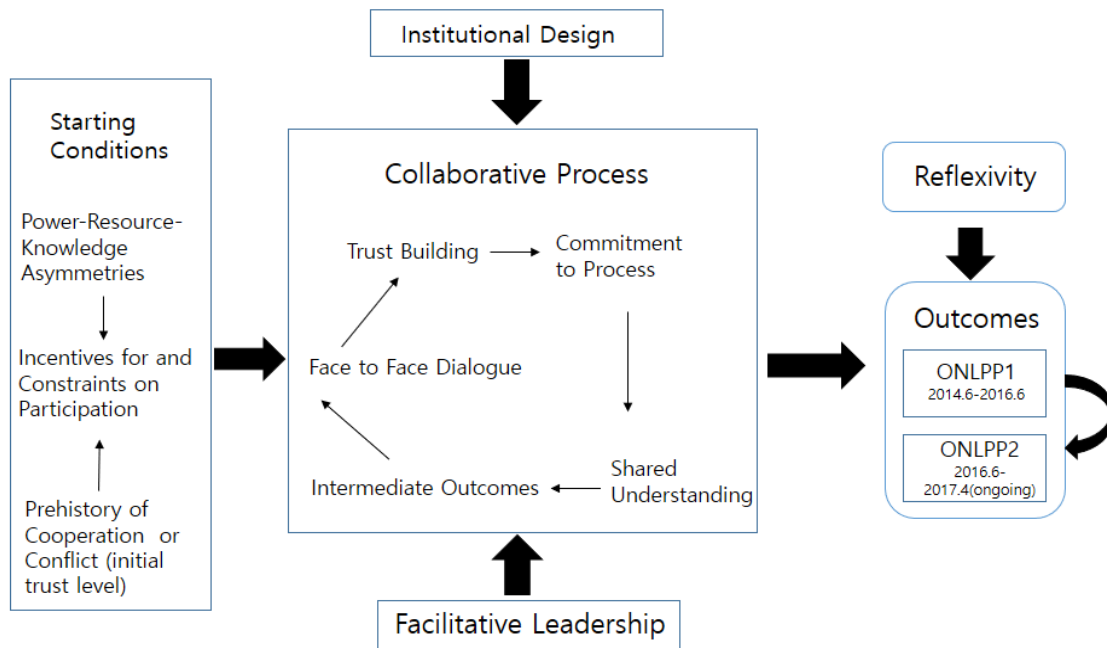 Institutional Design
Starting
Conditions
Power-Resource-
Knowledge
Asymmetries
Incentives for and
Constraints on
Participation
Prehistory of
Cooperation or
Conflict (initial
trust level)
Collaborative Process
Trust Building
Commitment
to Process
Face to Face Dialogue
Intermediate Outcomes
Shared
Understanding
Facilitative Leadership
Reflexivity
Outcomes
ONLPP1
2014.6-2016.6
ONLPP2
2016.6-
2017.4(ongoing)